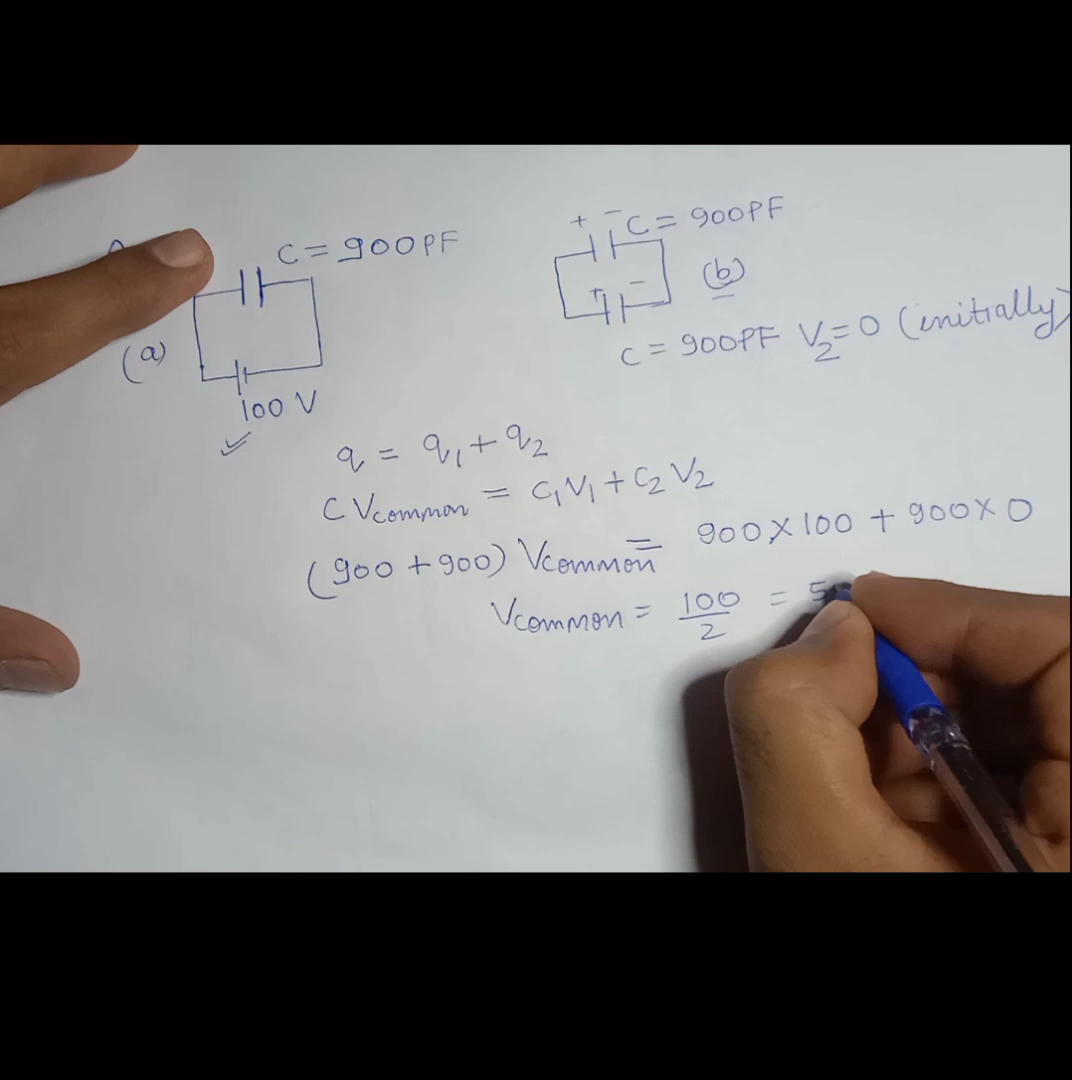 C = 900PF
(a)
100 V
+ - C = 900PF
(b)
+ -
C = 900PF V₂=0 (initially)
q = q₁ + q₂
C Vcommon = C₁V₁ + C₂V₂
(900 + 900) Vcommon = 900 × 100 + 900 × 0
Vcommon = 100/2 = 5